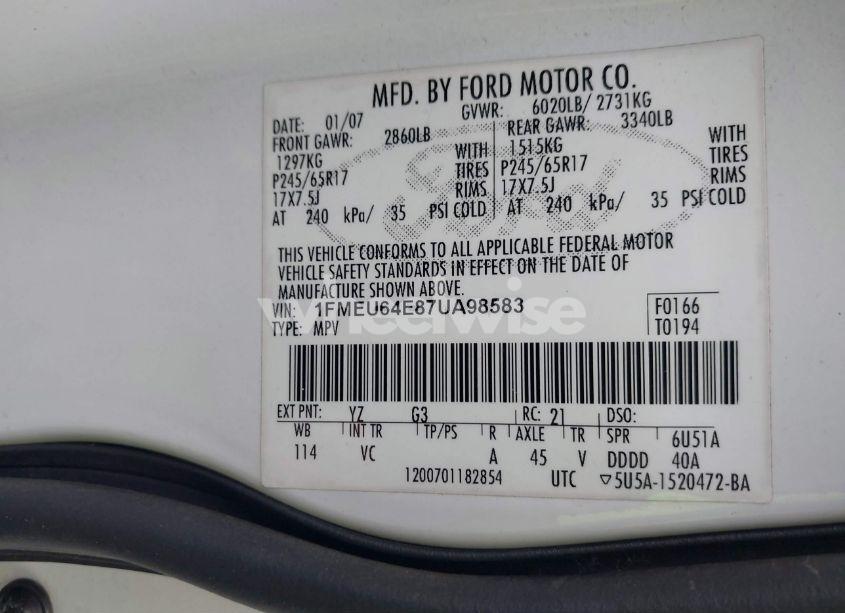 MFD. BY FORD MOTOR CO.
DATE: 01/07 GVWR: 6020LB/ 2731KG
FRONT GAWR: 2860LB REAR GAWR: 3340LB
1297KG WITH 1515KG WITH
P245/65R17 TIRES P245/65R17 TIRES
17X7.5J RIMS 17X7.5J RIMS
AT 240 kPa/ 35 PSI COLD AT 240 kPa/ 35 PSI COLD
Ford
THIS VEHICLE CONFORMS TO ALL APPLICABLE FEDERAL MOTOR
VEHICLE SAFETY STANDARDS IN EFFECT ON THE DATE OF
MANUFACTURE SHOWN ABOVE.
VIN: 1FMEU64E87UA98583 F0166
TYPE: MPV T0194
wheelwise
EXT PNT: YZ G3 RC: 21 DSO:
WB INT TR TP/PS R AXLE TR SPR 6U51A
114 VC A 45 V DDDD 40A
1200701182854 UTC ▽5U5A-1520472-BA